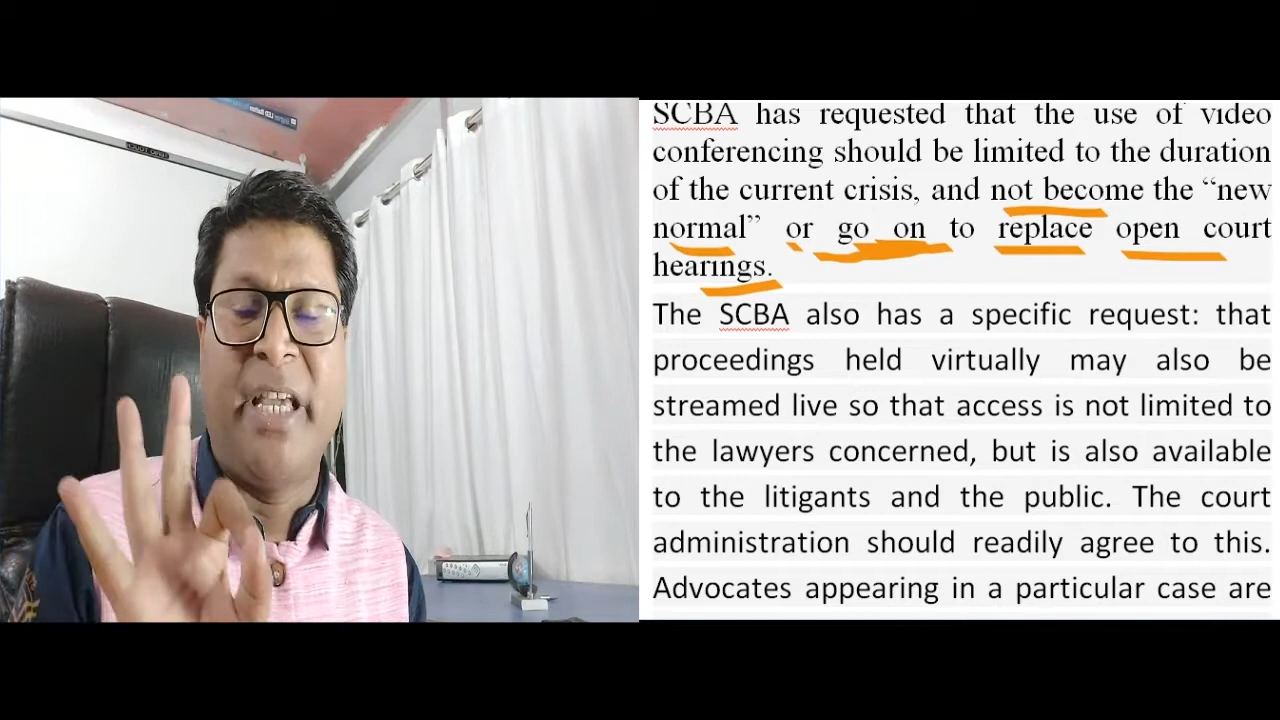 SCBA has requested that the use of video
conferencing should be limited to the duration
of the current crisis, and not become the “new
normal” or go on to replace open court
hearings.
The SCBA also has a specific request: that
proceedings held virtually may also be
streamed live so that access is not limited to
the lawyers concerned, but is also available
to the litigants and the public. The court
administration should readily agree to this.
Advocates appearing in a particular case are